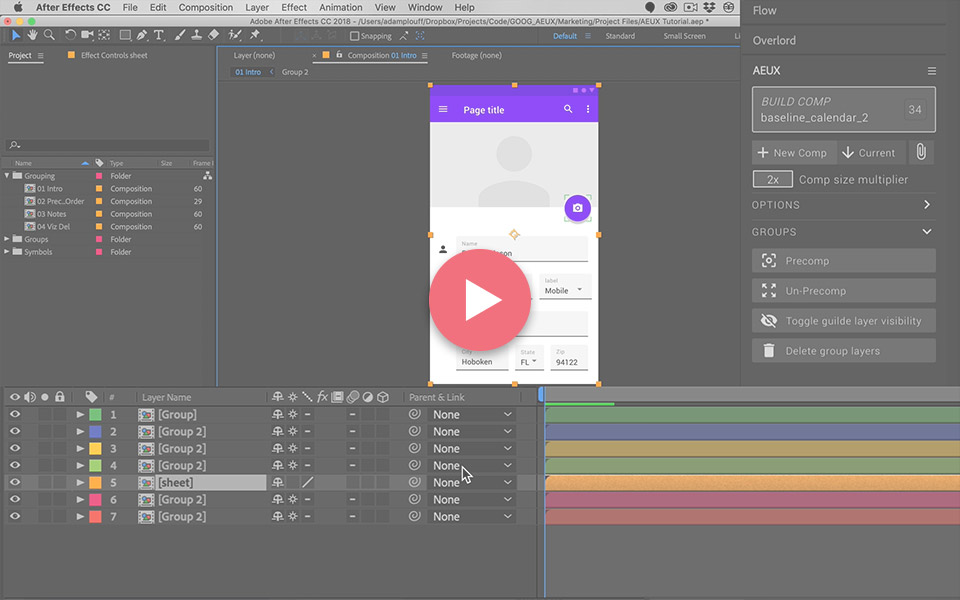 After Effects CC File Edit Composition Layer Effect Animation View Window Help
Adobe After Effects CC 2018 - /Users/adamplouff/Dropbox/Projects/Code/GOOG_AEUX/Marketing/Project Files/AEUX Tutorial.aep *
Snapping
Default Standard Small Screen
Project Effect Controls sheet
Layer (none) Composition 01 Intro Footage (none)
01 Intro Group 2
Name Type Size Frame
Grouping Folder
01 Intro Composition 60
02 Prec..Order Composition 29
03 Notes Composition 60
04 Viz Del Composition 60
Groups Folder
Symbols Folder
Page title
Name
label
Mobile
City
Hoboken
State
FL
Zip
94122
Flow
Overlord
AEUX
BUILD COMP
baseline_calendar_2
34
New Comp Current
2x Comp size multiplier
OPTIONS
GROUPS
Precomp
Un-Precomp
Toggle guilde layer visibility
Delete group layers
# Layer Name fx Parent & Link
1 [Group] None
2 [Group 2] None
3 [Group 2] None
4 [Group 2] None
5 [sheet] None
6 [Group 2] None
7 [Group 2] None